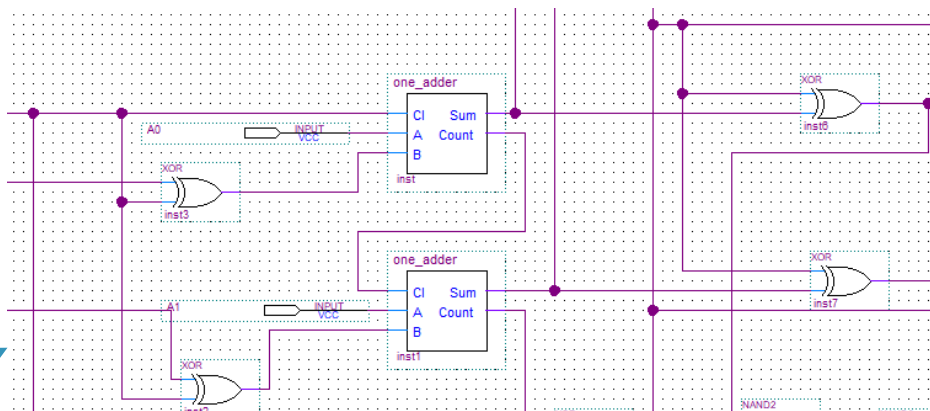 one_adder
CI Sum
A Count
B
inst
A0
INPUT
VCC
XOR
inst3
XOR
inst6
one_adder
CI Sum
A Count
B
inst1
A1
INPUT
VCC
XOR
inst7
XOR
NAND2